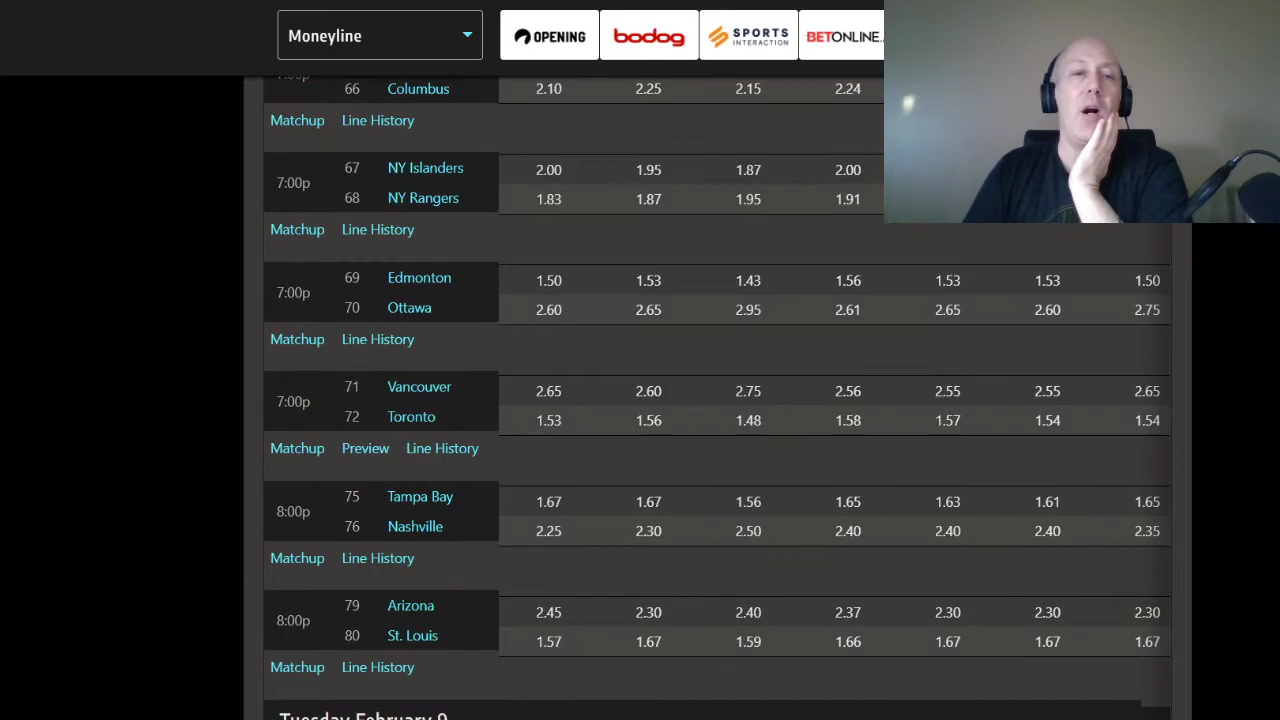 Moneyline OPENING bodog SPORTS INTERACTION BETONLINE
66 Columbus 2.10 2.25 2.15 2.24
Matchup Line History
67 NY Islanders 2.00 1.95 1.87 2.00
7:00p
68 NY Rangers 1.83 1.87 1.95 1.91
Matchup Line History
69 Edmonton 1.50 1.53 1.43 1.56 1.53 1.53 1.50
7:00p
70 Ottawa 2.60 2.65 2.95 2.61 2.65 2.60 2.75
Matchup Line History
71 Vancouver 2.65 2.60 2.75 2.56 2.55 2.55 2.65
7:00p
72 Toronto 1.53 1.56 1.48 1.58 1.57 1.54 1.54
Matchup Preview Line History
75 Tampa Bay 1.67 1.67 1.56 1.65 1.63 1.61 1.65
8:00p
76 Nashville 2.25 2.30 2.50 2.40 2.40 2.40 2.35
Matchup Line History
79 Arizona 2.45 2.30 2.40 2.37 2.30 2.30 2.30
8:00p
80 St. Louis 1.57 1.67 1.59 1.66 1.67 1.67 1.67
Matchup Line History
Tuesday February 9